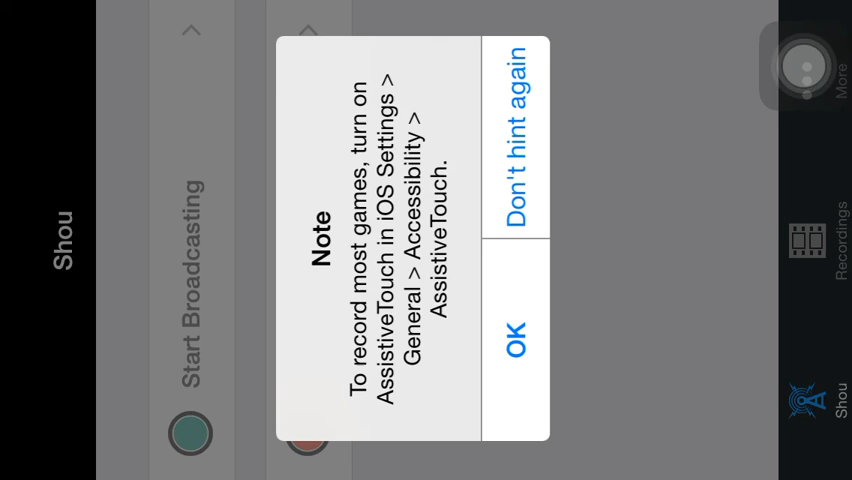 Shou
Start Broadcasting
Note
To record most games, turn on
AssistiveTouch in iOS Settings >
General > Accessibility >
AssistiveTouch.
OK
Don't hint again
Shou
Recordings
More